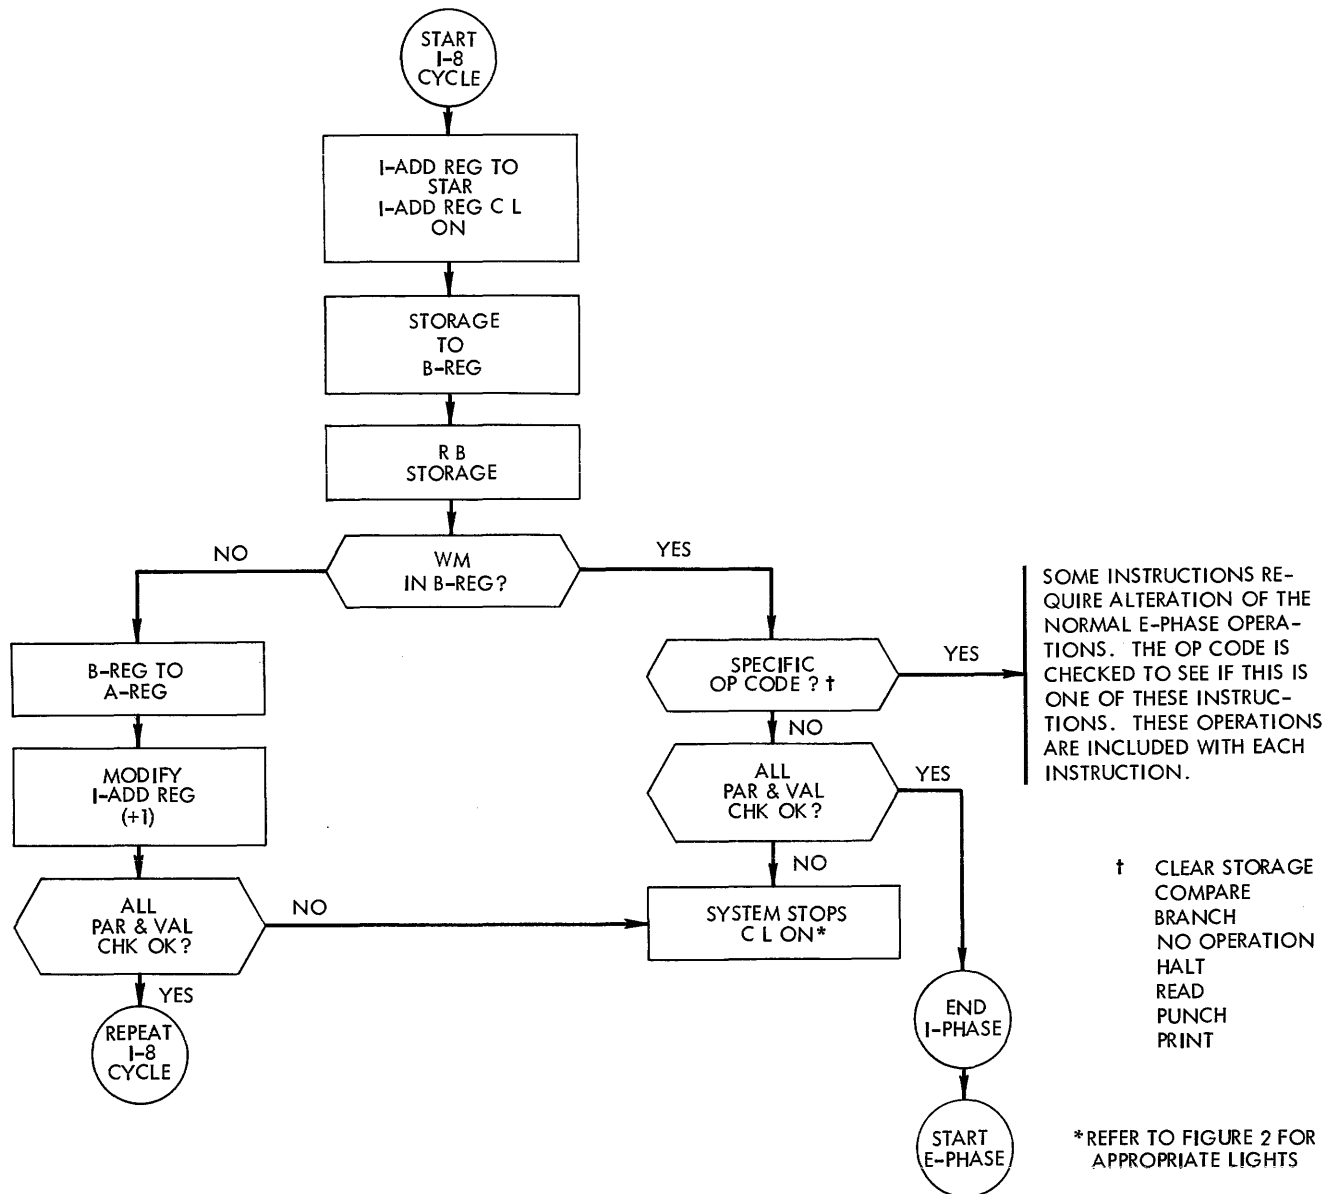 START
I-8
CYCLE
I-ADD REG TO
STAR
I-ADD REG C L
ON
STORAGE
TO
B-REG
R B
STORAGE
WM
IN B-REG?
NO
YES
B-REG TO
A-REG
MODIFY
I-ADD REG
(+1)
ALL
PAR & VAL
CHK OK?
NO
YES
REPEAT
I-8
CYCLE
SPECIFIC
OP CODE ? †
YES
NO
SOME INSTRUCTIONS RE-
QUIRE ALTERATION OF THE
NORMAL E-PHASE OPERA-
TIONS. THE OP CODE IS
CHECKED TO SEE IF THIS IS
ONE OF THESE INSTRUC-
TIONS. THESE OPERATIONS
ARE INCLUDED WITH EACH
INSTRUCTION.
ALL
PAR & VAL
CHK OK?
YES
NO
SYSTEM STOPS
C L ON*
END
I-PHASE
START
E-PHASE
† CLEAR STORAGE
COMPARE
BRANCH
NO OPERATION
HALT
READ
PUNCH
PRINT
*REFER TO FIGURE 2 FOR
APPROPRIATE LIGHTS